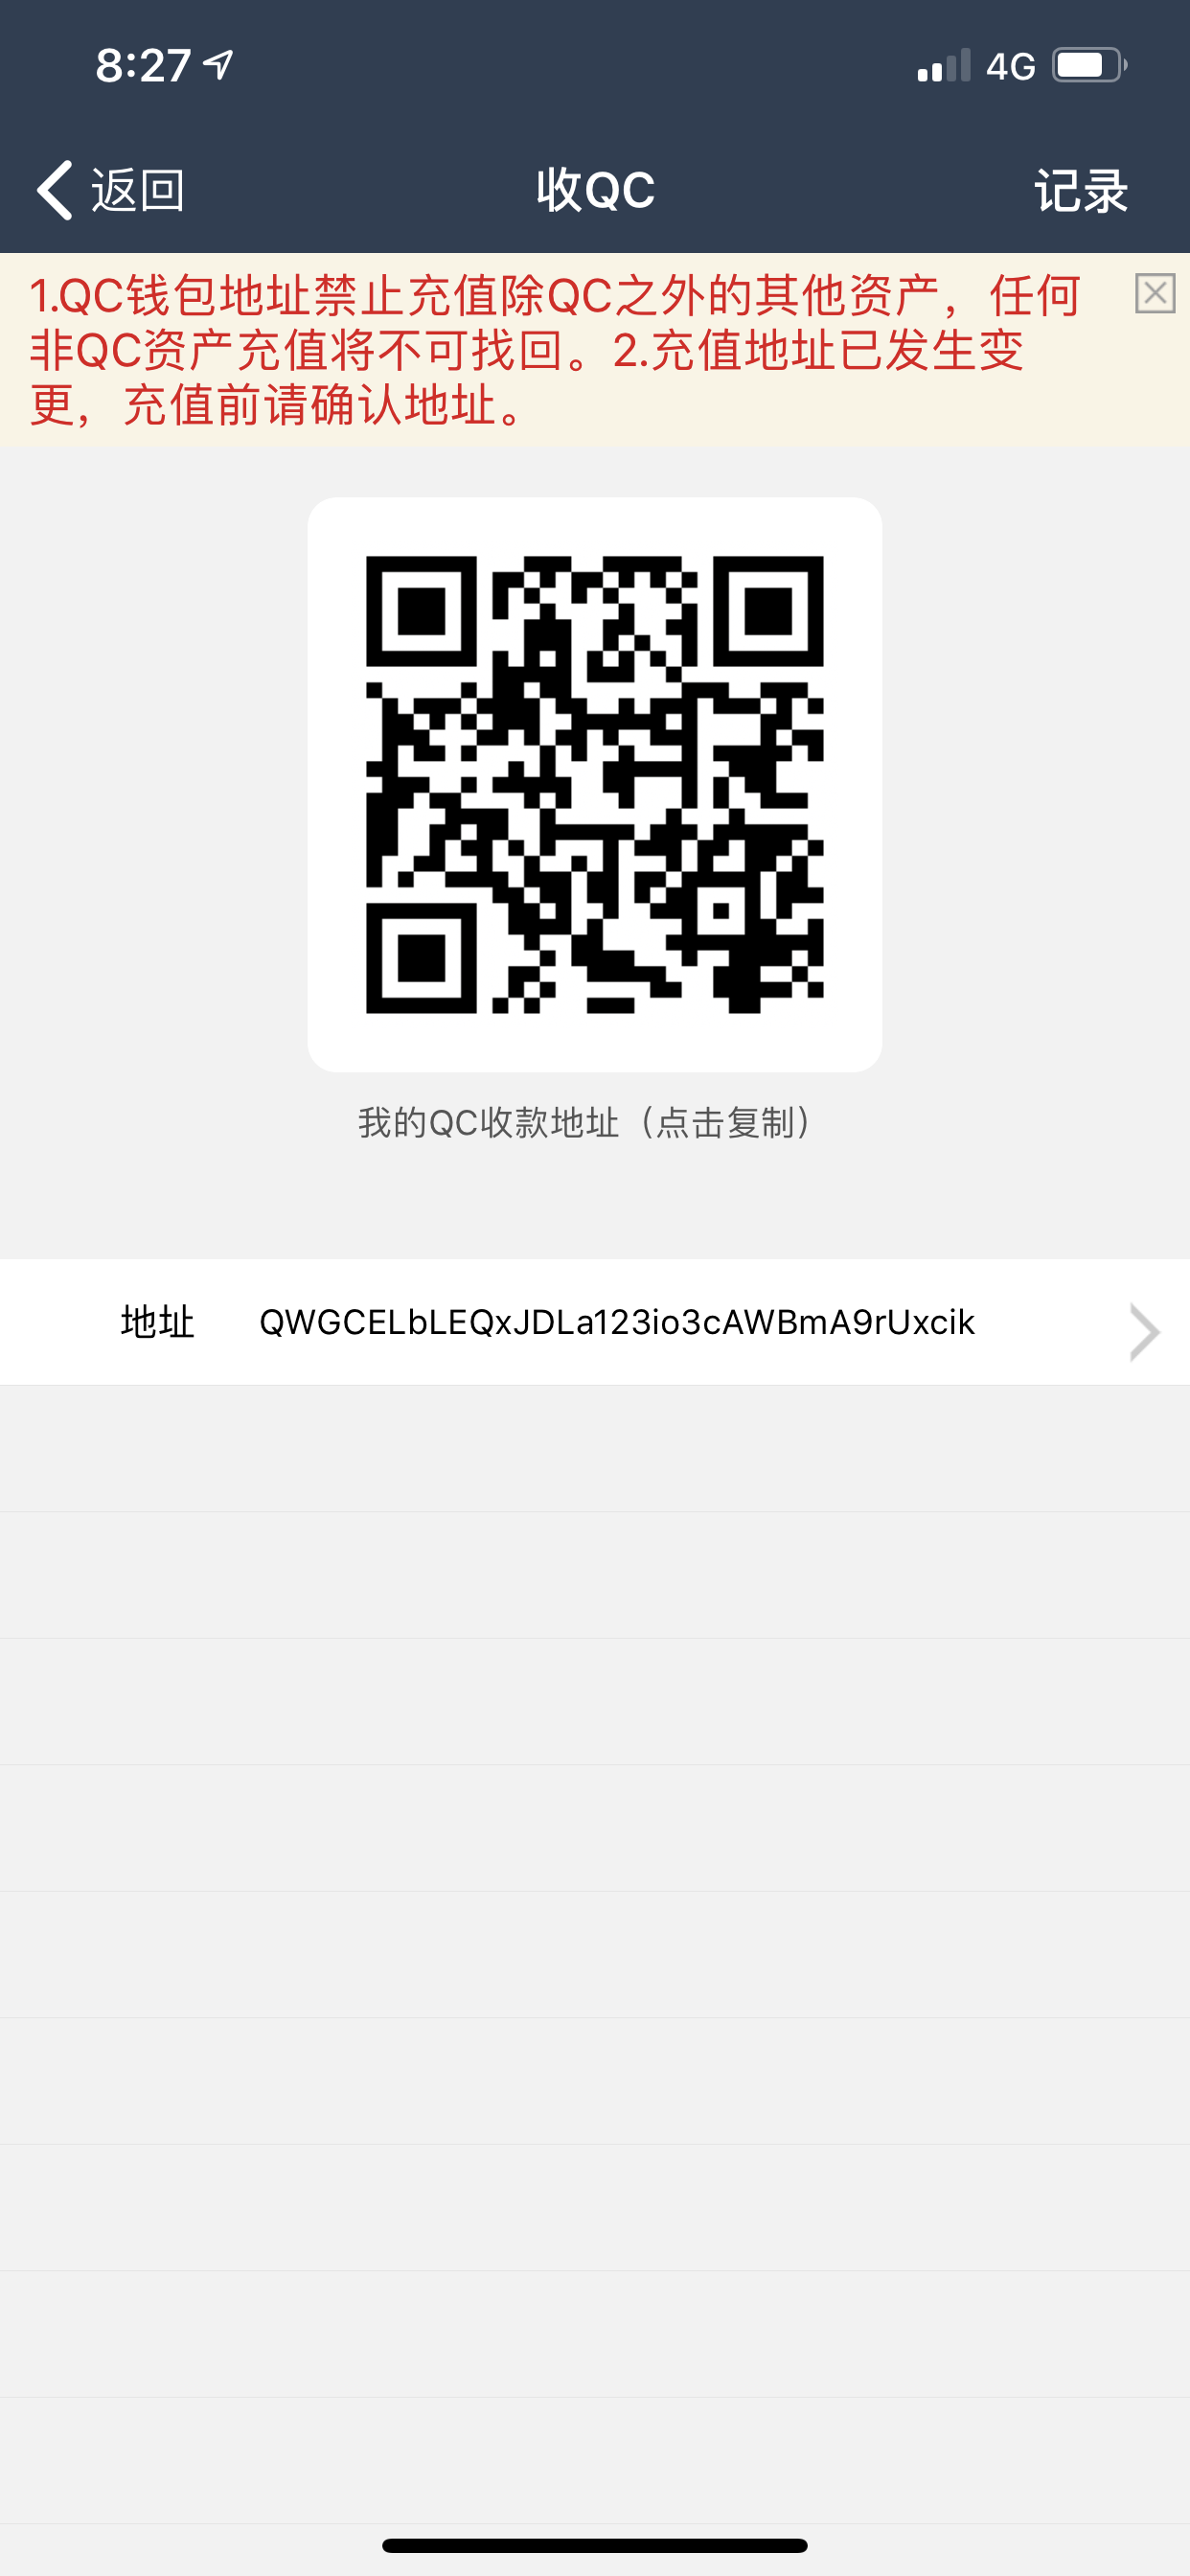 8:27
4G
返回
收QC
记录
1.QC钱包地址禁止充值除QC之外的其他资产，任何
非QC资产充值将不可找回。2.充值地址已发生变
更，充值前请确认地址。
我的QC收款地址（点击复制）
地址 QWGCELbLEQxJDLa123io3cAWBmA9rUxcik